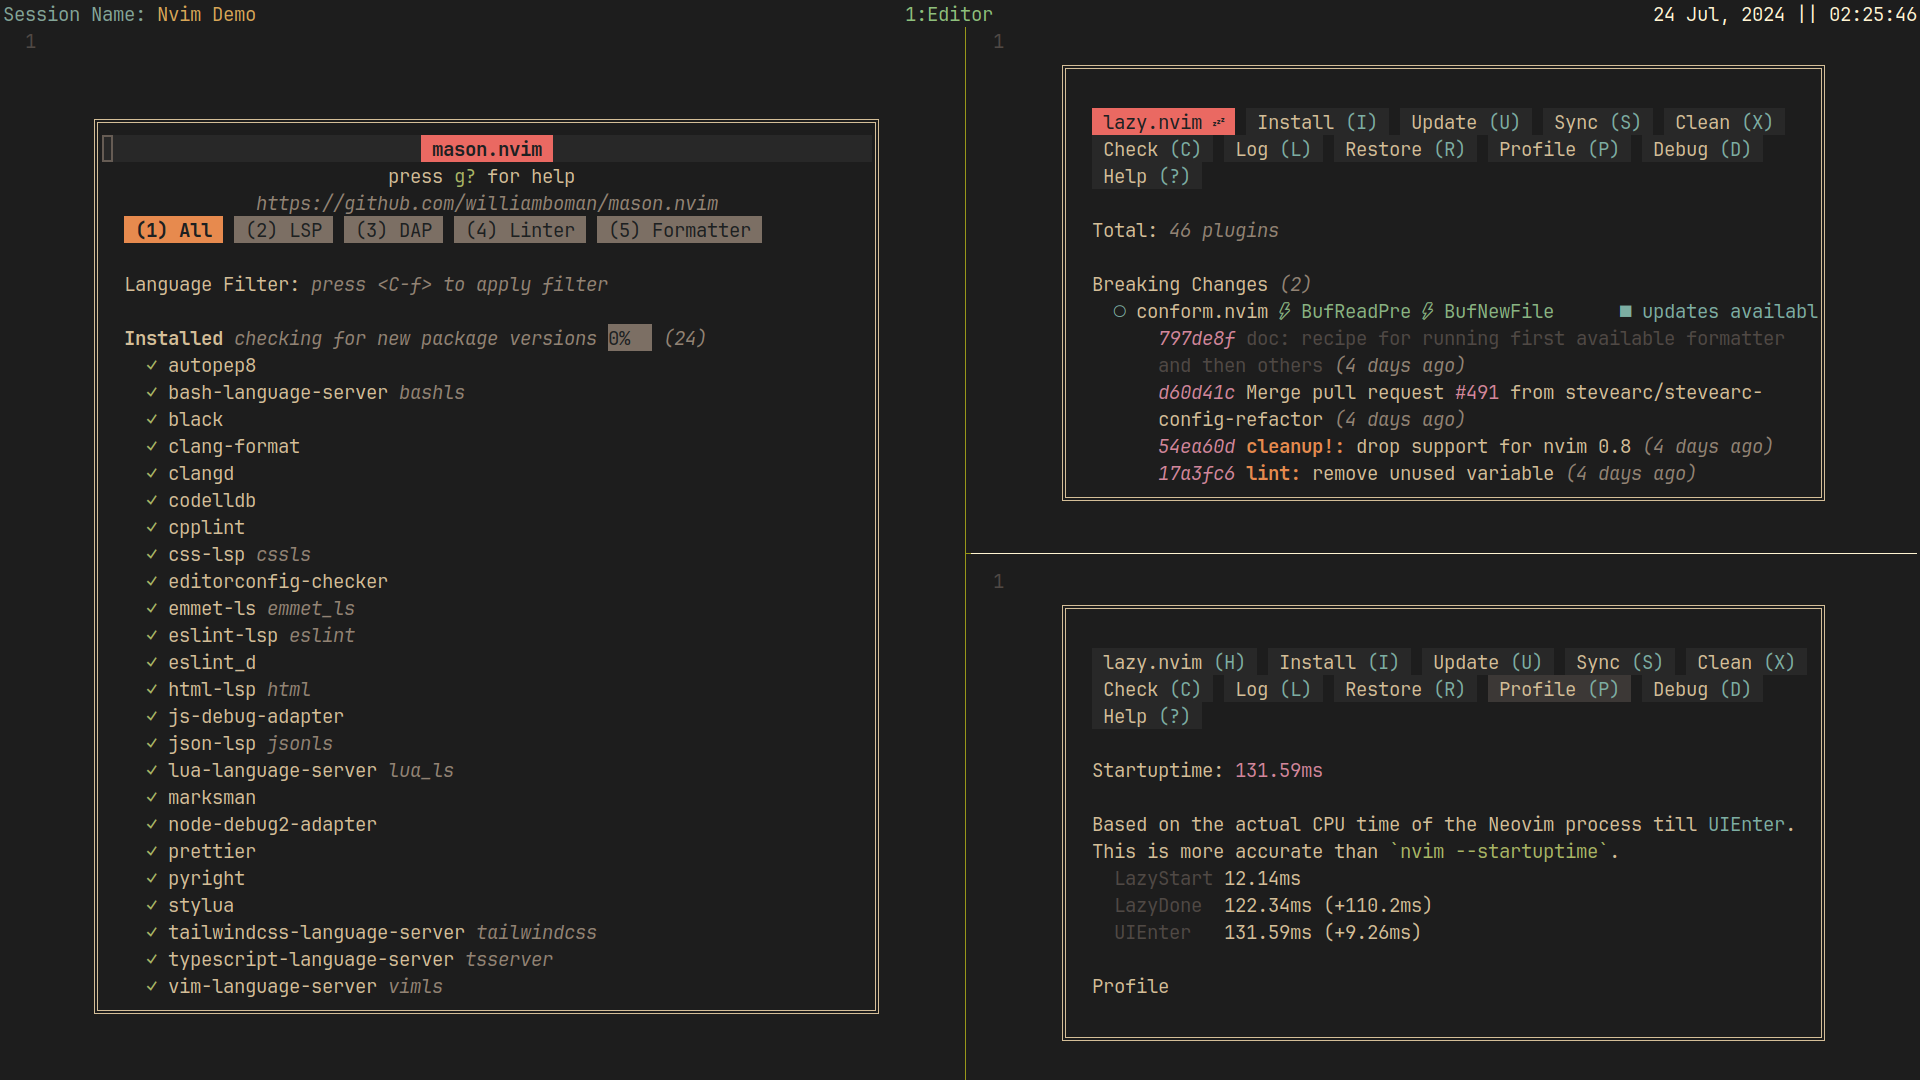 Session Name: Nvim Demo
1:Editor
24 Jul, 2024 || 02:25:46
1
mason.nvim
press g? for help
https://github.com/williamboman/mason.nvim
(1) All (2) LSP (3) DAP (4) Linter (5) Formatter
Language Filter: press <C-f> to apply filter
Installed checking for new package versions 0% (24)
✓ autopep8
✓ bash-language-server bashls
✓ black
✓ clang-format
✓ clangd
✓ codelldb
✓ cpplint
✓ css-lsp cssls
✓ editorconfig-checker
✓ emmet-ls emmet_ls
✓ eslint-lsp eslint
✓ eslint_d
✓ html-lsp html
✓ js-debug-adapter
✓ json-lsp jsonls
✓ lua-language-server lua_ls
✓ marksman
✓ node-debug2-adapter
✓ prettier
✓ pyright
✓ stylua
✓ tailwindcss-language-server tailwindcss
✓ typescript-language-server tsserver
✓ vim-language-server vimls
1
lazy.nvim 💤 Install (I) Update (U) Sync (S) Clean (X)
Check (C) Log (L) Restore (R) Profile (P) Debug (D)
Help (?)
Total: 46 plugins
Breaking Changes (2)
○ conform.nvim BufReadPre BufNewFile ■ updates availabl
797de8f doc: recipe for running first available formatter
and then others (4 days ago)
d60d41c Merge pull request #491 from stevearc/stevearc-
config-refactor (4 days ago)
54ea60d cleanup!: drop support for nvim 0.8 (4 days ago)
17a3fc6 lint: remove unused variable (4 days ago)
1
lazy.nvim (H) Install (I) Update (U) Sync (S) Clean (X)
Check (C) Log (L) Restore (R) Profile (P) Debug (D)
Help (?)
Startuptime: 131.59ms
Based on the actual CPU time of the Neovim process till UIEnter.
This is more accurate than `nvim --startuptime`.
LazyStart 12.14ms
LazyDone 122.34ms (+110.2ms)
UIEnter 131.59ms (+9.26ms)
Profile